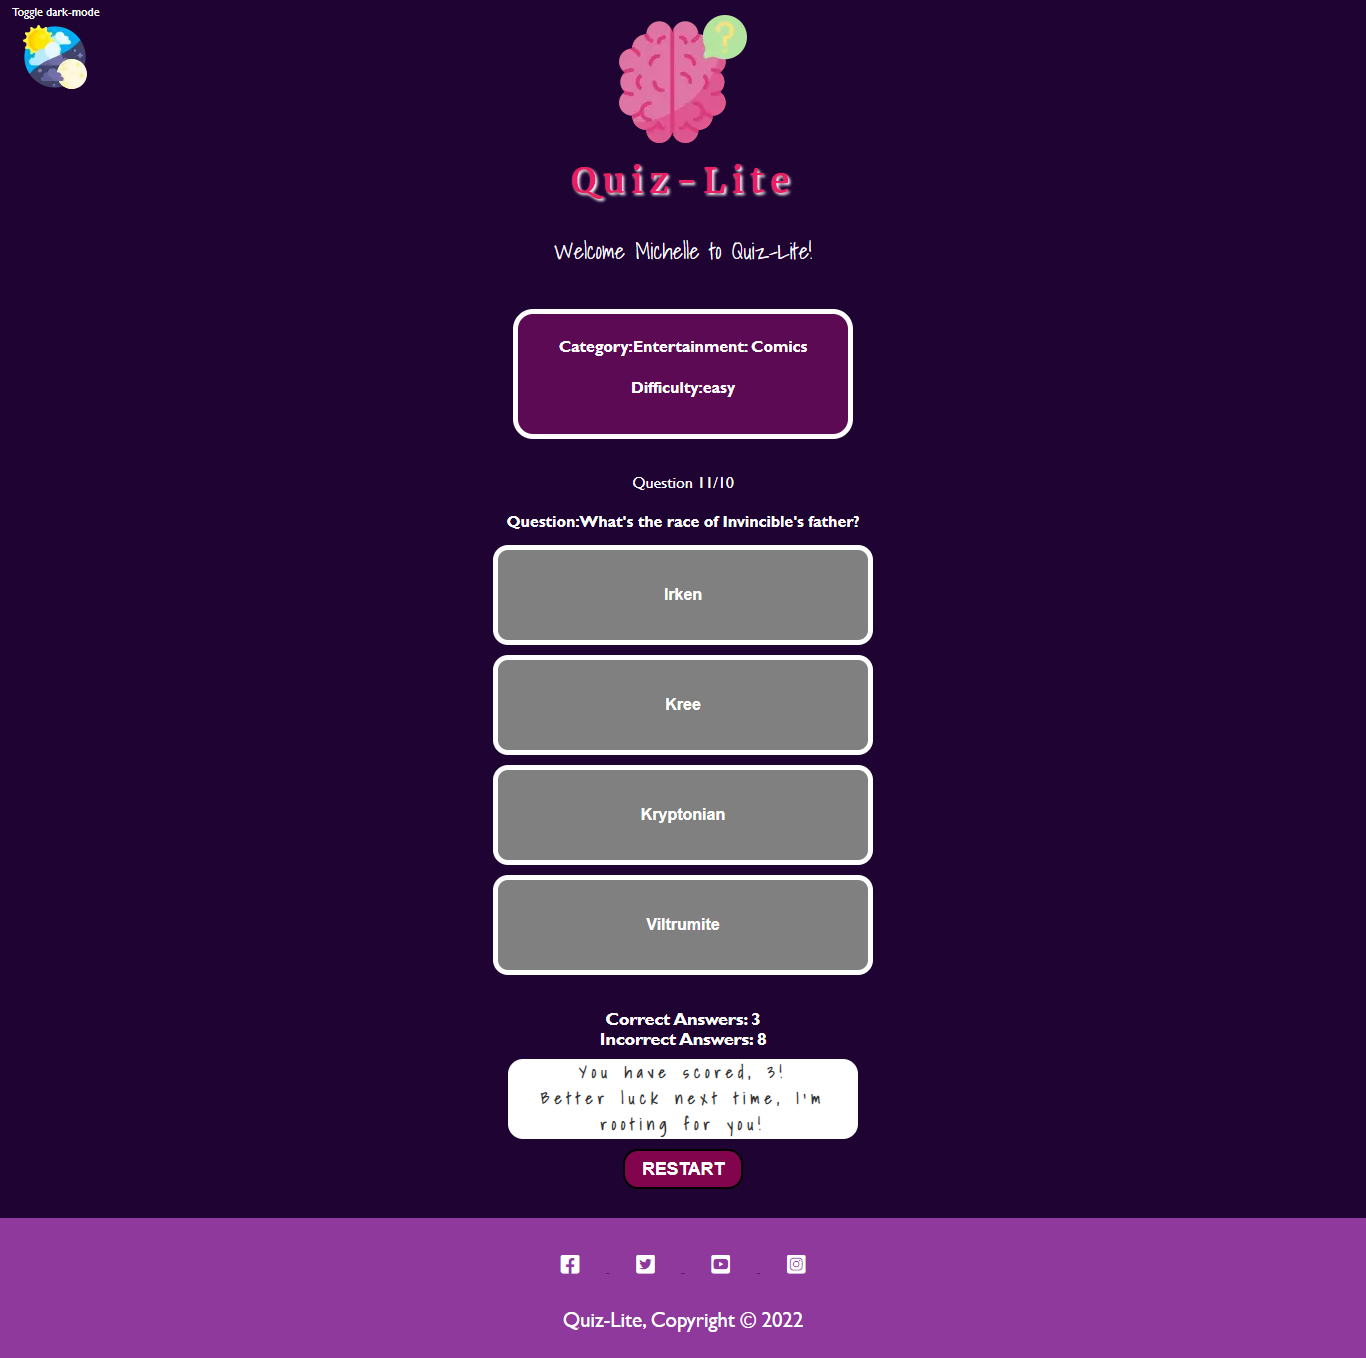 Toggle dark-mode
?
Quiz-Lite
Welcome Michelle to Quiz-Lite!
Category:Entertainment: Comics
Difficulty:easy
Question 11/10
Question:What's the race of Invincible's father?
Irken
Kree
Kryptonian
Viltrumite
Correct Answers: 3
Incorrect Answers: 8
You have scored, 3!
Better luck next time, I'm
rooting for you!
RESTART
Quiz-Lite, Copyright © 2022